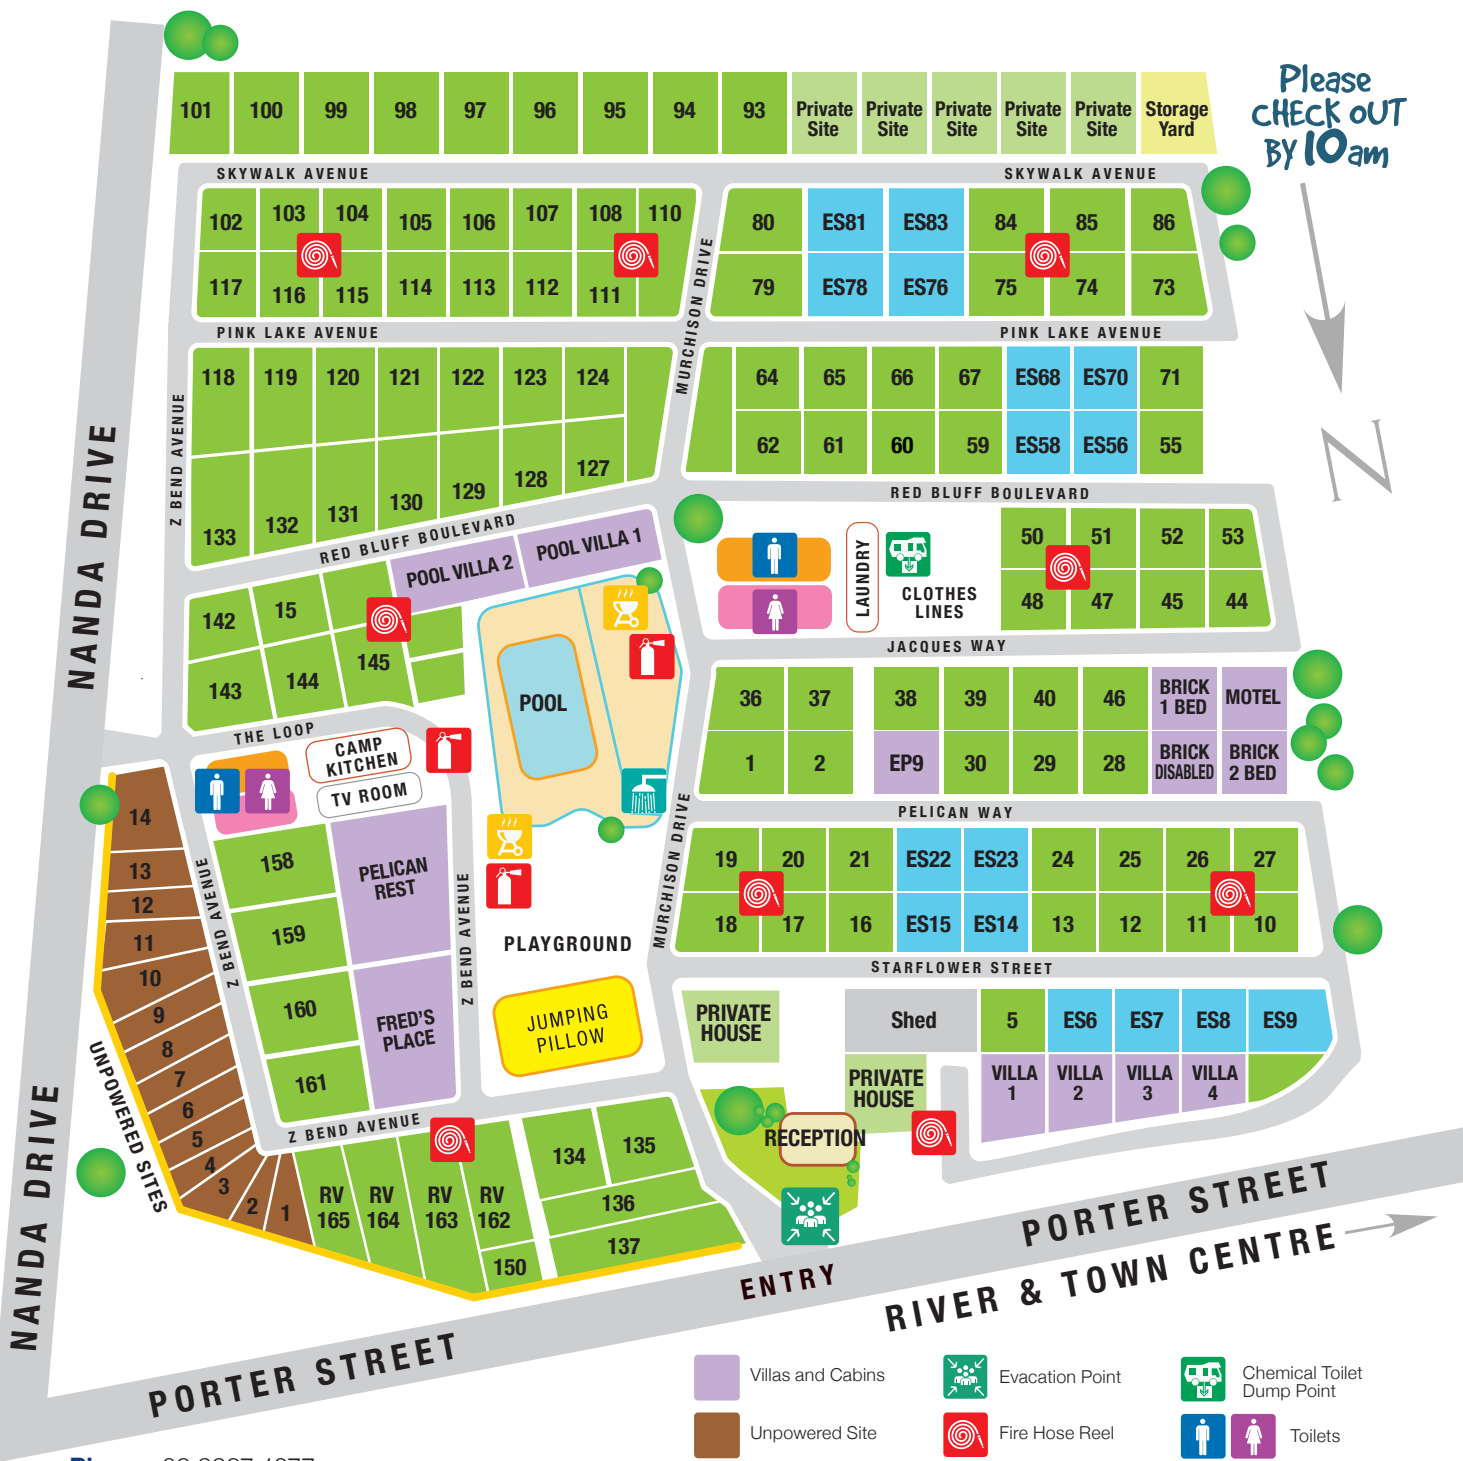 Please
CHECK OUT
BY 10am
101 100 99 98 97 96 95 94 93 Private Site Private Site Private Site Private Site Private Site Storage Yard
SKYWALK AVENUE
SKYWALK AVENUE
102 103 104 105 106 107 108 110
117 116 115 114 113 112 111
80 ES81 ES83 84 85 86
79 ES78 ES76 75 74 73
MURCHISON DRIVE
PINK LAKE AVENUE
PINK LAKE AVENUE
118 119 120 121 122 123 124
133 132 131 130 129 128 127
64 65 66 67 ES68 ES70 71
62 61 60 59 ES58 ES56 55
Z BEND AVENUE
NANDA DRIVE
N
RED BLUFF BOULEVARD
RED BLUFF BOULEVARD
POOL VILLA 2
POOL VILLA 1
142 15
143 144 145
LAUNDRY
CLOTHES
LINES
50 51 52 53
48 47 45 44
JACQUES WAY
POOL
THE LOOP
CAMP
KITCHEN
TV ROOM
36 37 38 39 40 46 BRICK 1 BED MOTEL
1 2 EP9 30 29 28 BRICK DISABLED BRICK 2 BED
PELICAN WAY
MURCHISON DRIVE
19 20 21 ES22 ES23 24 25 26 27
18 17 16 ES15 ES14 13 12 11 10
STARFLOWER STREET
14
13
12
11
10
9
8
7
6
5
4
3
2
1
UNPOWERED SITES
Z BEND AVENUE
158
159
160
161
PELICAN
REST
FRED'S
PLACE
Z BEND AVENUE
PLAYGROUND
JUMPING
PILLOW
PRIVATE
HOUSE
Shed
5 ES6 ES7 ES8 ES9
PRIVATE
HOUSE
VILLA 1 VILLA 2 VILLA 3 VILLA 4
RECEPTION
Z BEND AVENUE
RV 165 RV 164 RV 163 RV 162
150
134 135
136
137
NANDA DRIVE
ENTRY
PORTER STREET
RIVER & TOWN CENTRE
PORTER STREET
Villas and Cabins
Evacation Point
Chemical Toilet
Dump Point
Unpowered Site
Fire Hose Reel
Toilets